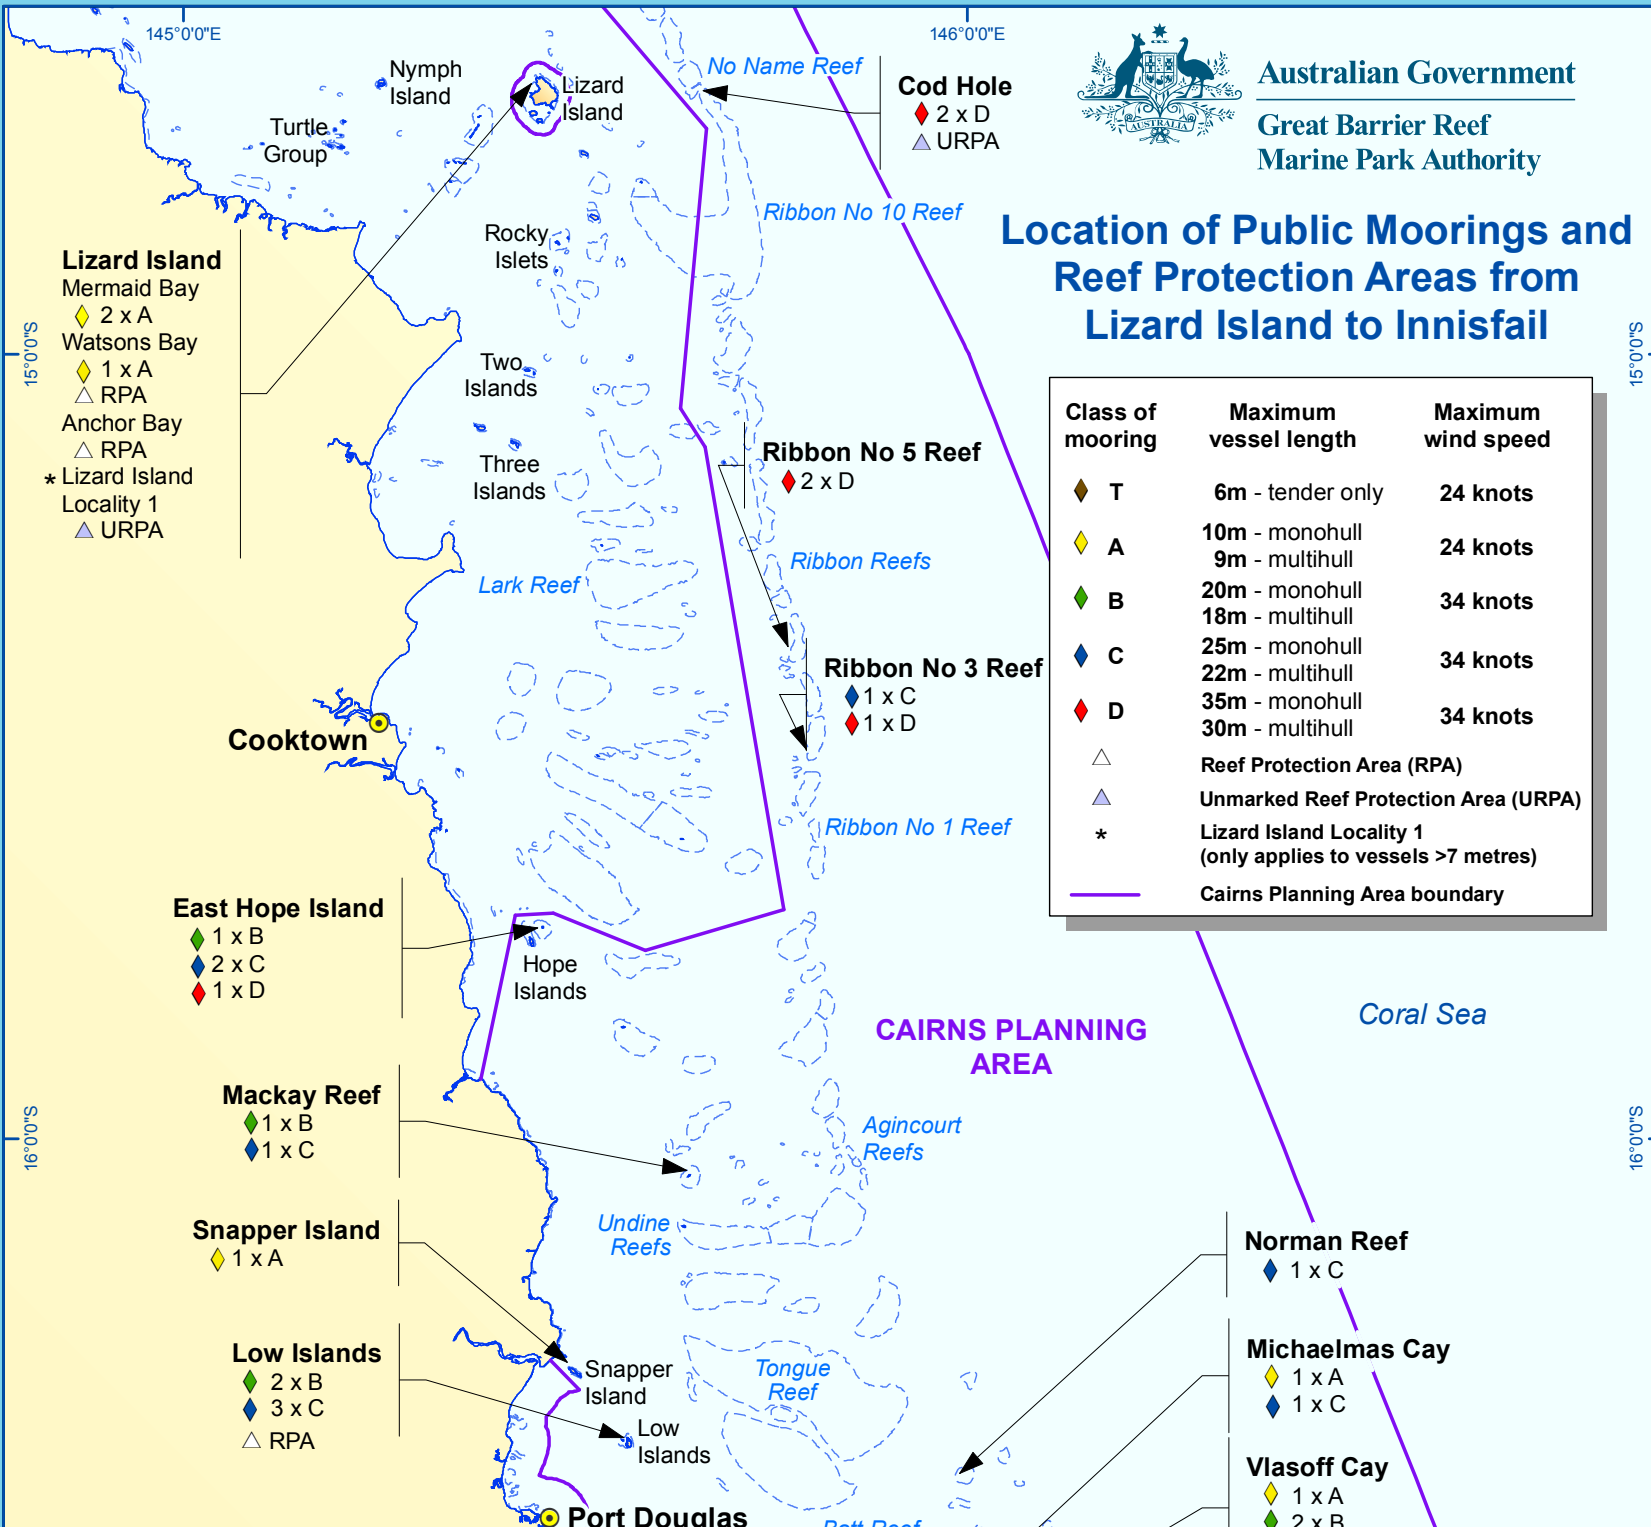 145°0'0"E
146°0'0"E
Nymph
Island
Turtle
Group
Lizard
Island
No Name Reef
Cod Hole
2 x D
URPA
AUSTRALIA
Australian Government
Great Barrier Reef
Marine Park Authority
Location of Public Moorings and
Reef Protection Areas from
Lizard Island to Innisfail
Ribbon No 10 Reef
Rocky
Islets
Lizard Island
Mermaid Bay
2 x A
Watsons Bay
1 x A
RPA
Anchor Bay
RPA
* Lizard Island
Locality 1
URPA
15°0'0"S
15°0'0"S
Two
Islands
Three
Islands
Ribbon No 5 Reef
2 x D
Ribbon Reefs
Lark Reef
Ribbon No 3 Reef
1 x C
1 x D
Cooktown
Ribbon No 1 Reef
Class of
mooring
Maximum
vessel length
Maximum
wind speed
T 6m - tender only 24 knots
A 10m - monohull
9m - multihull 24 knots
B 20m - monohull
18m - multihull 34 knots
C 25m - monohull
22m - multihull 34 knots
D 35m - monohull
30m - multihull 34 knots
Reef Protection Area (RPA)
Unmarked Reef Protection Area (URPA)
* Lizard Island Locality 1
(only applies to vessels >7 metres)
Cairns Planning Area boundary
East Hope Island
1 x B
2 x C
1 x D
Hope
Islands
CAIRNS PLANNING
AREA
Coral Sea
Mackay Reef
1 x B
1 x C
Agincourt
Reefs
16°0'0"S
16°0'0"S
Snapper Island
1 x A
Undine
Reefs
Norman Reef
1 x C
Low Islands
2 x B
3 x C
RPA
Snapper
Island
Low
Islands
Tongue
Reef
Michaelmas Cay
1 x A
1 x C
Vlasoff Cay
1 x A
2 x B
Port Douglas
Batt Reef